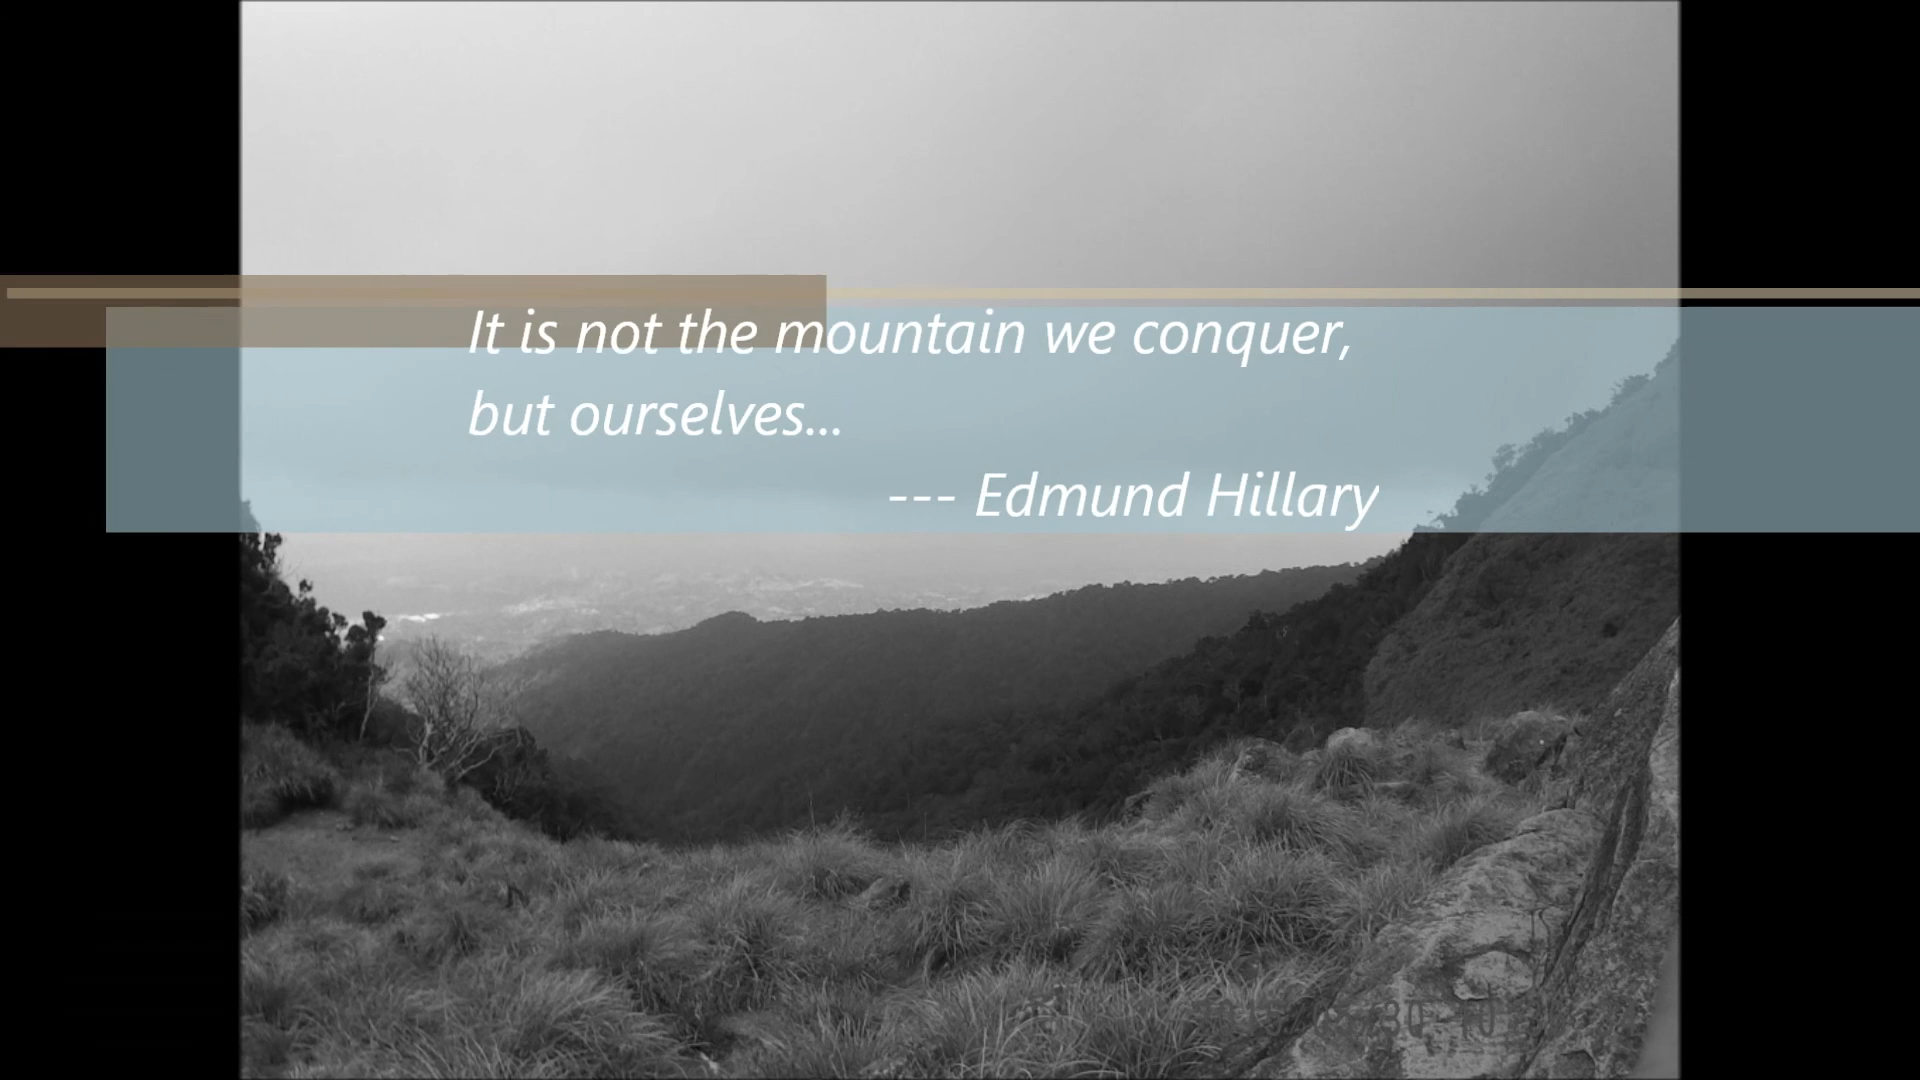 It is not the mountain we conquer,
but ourselves...
--- Edmund Hillary